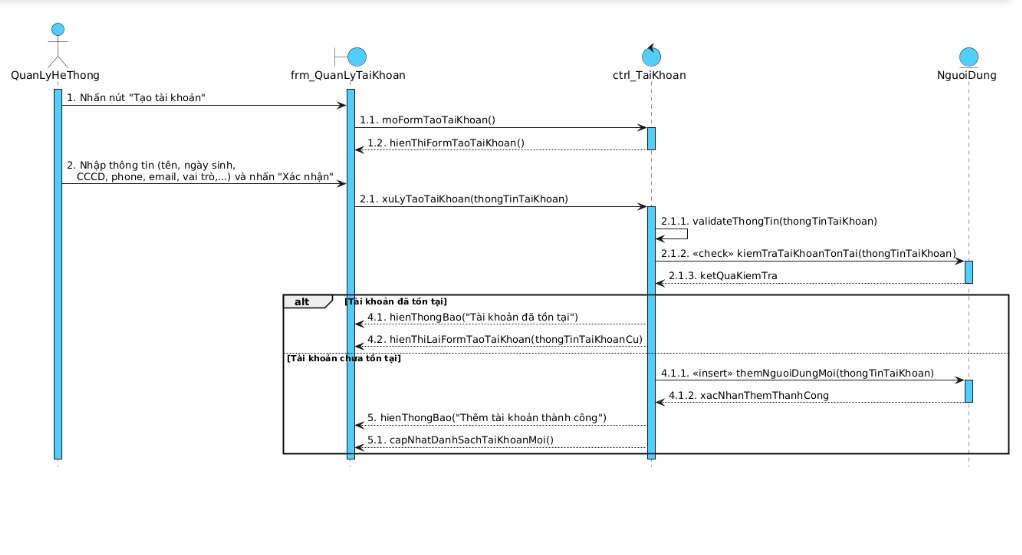 QuanLyHeThong
frm_QuanLyTaiKhoan
ctrl_TaiKhoan
NguoiDung
1. Nhấn nút "Tạo tài khoản"
1.1. moFormTaoTaiKhoan()
1.2. hienThiFormTaoTaiKhoan()
2. Nhập thông tin (tên, ngày sinh,
CCCD, phone, email, vai trò,...) và nhấn "Xác nhận"
2.1. xuLyTaoTaiKhoan(thongTinTaiKhoan)
2.1.1. validateThongTin(thongTinTaiKhoan)
2.1.2. «check» kiemTraTaiKhoanTonTai(thongTinTaiKhoan)
2.1.3. ketQuaKiemTra
alt
[Tài khoản đã tồn tại]
4.1. hienThongBao("Tài khoản đã tồn tại")
4.2. hienThiLaiFormTaoTaiKhoan(thongTinTaiKhoanCu)
[Tài khoản chưa tồn tại]
4.1.1. «insert» themNguoiDungMoi(thongTinTaiKhoan)
4.1.2. xacNhanThemThanhCong
5. hienThongBao("Thêm tài khoản thành công")
5.1. capNhatDanhSachTaiKhoanMoi()